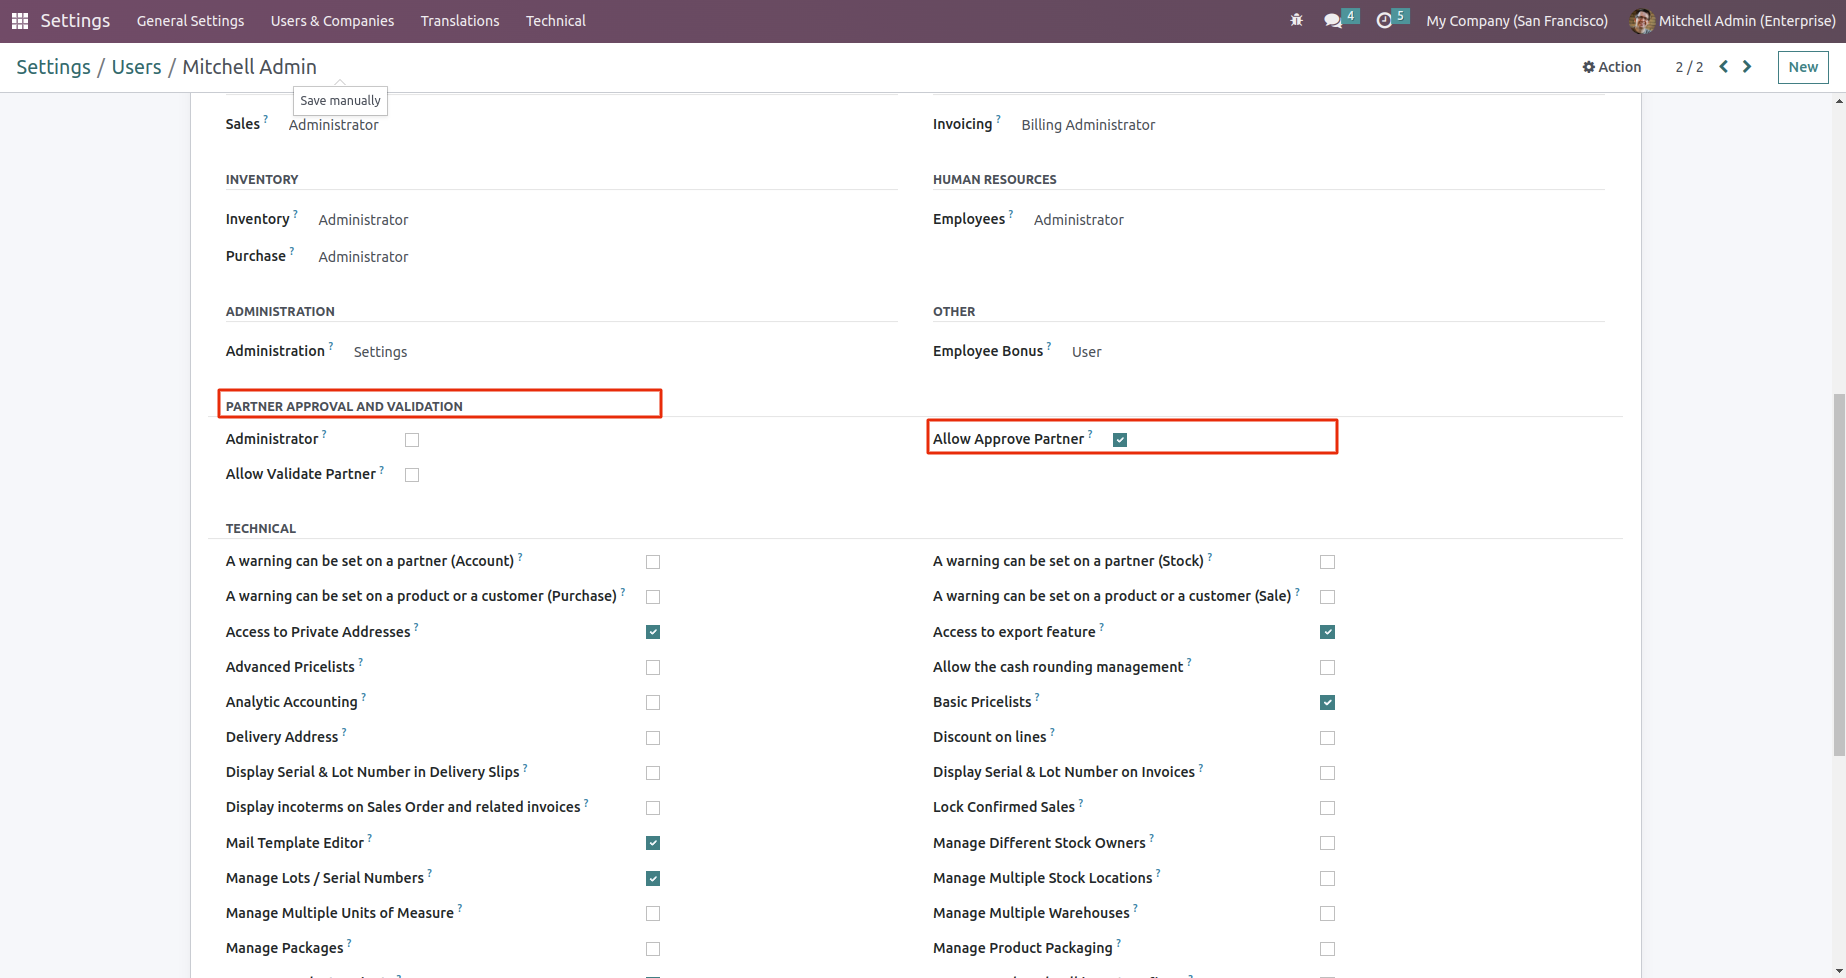 Settings General Settings Users & Companies Translations Technical 4 5 My Company (San Francisco) Mitchell Admin (Enterprise)
Settings / Users / Mitchell Admin Action 2 / 2 New
Save manually
Sales ? Administrator Invoicing ? Billing Administrator
INVENTORY HUMAN RESOURCES
Inventory ? Administrator Employees ? Administrator
Purchase ? Administrator
ADMINISTRATION OTHER
Administration ? Settings Employee Bonus ? User
PARTNER APPROVAL AND VALIDATION
Administrator ? Allow Approve Partner ?
Allow Validate Partner ?
TECHNICAL
A warning can be set on a partner (Account) ? A warning can be set on a partner (Stock) ?
A warning can be set on a product or a customer (Purchase) ? A warning can be set on a product or a customer (Sale) ?
Access to Private Addresses ? Access to export feature ?
Advanced Pricelists ? Allow the cash rounding management ?
Analytic Accounting ? Basic Pricelists ?
Delivery Address ? Discount on lines ?
Display Serial & Lot Number in Delivery Slips ? Display Serial & Lot Number on Invoices ?
Display incoterms on Sales Order and related invoices ? Lock Confirmed Sales ?
Mail Template Editor ? Manage Different Stock Owners ?
Manage Lots / Serial Numbers ? Manage Multiple Stock Locations ?
Manage Multiple Units of Measure ? Manage Multiple Warehouses ?
Manage Packages ? Manage Product Packaging ?